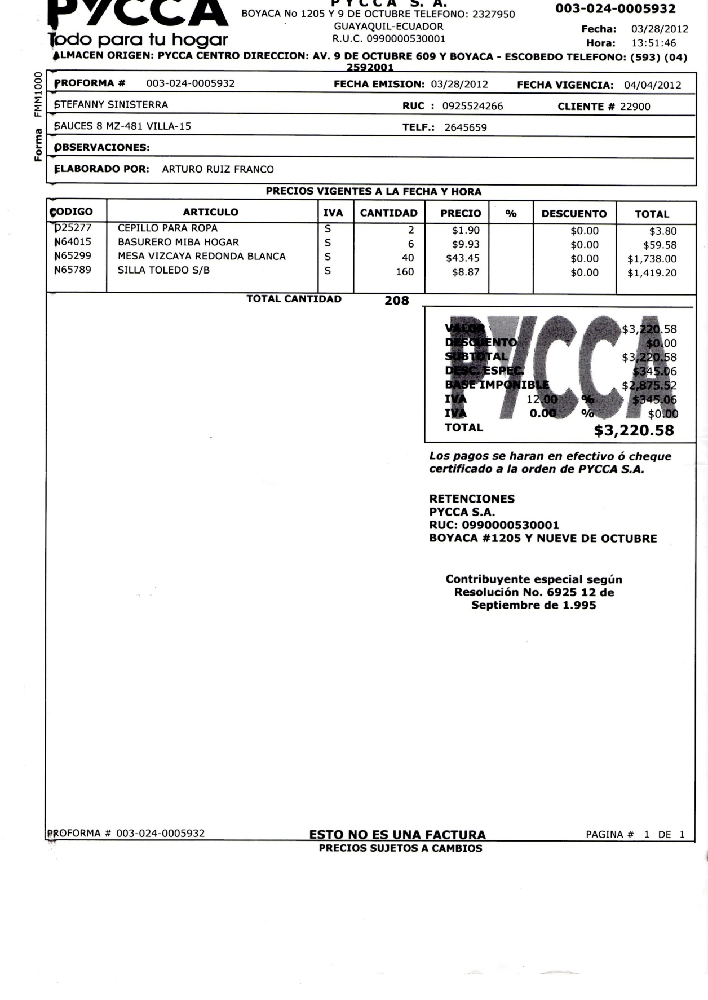 PYCCA
Todo para tu hogar
PYCCA S. A.
BOYACA No 1205 Y 9 DE OCTUBRE TELEFONO: 2327950
GUAYAQUIL-ECUADOR
R.U.C. 0990000530001
003-024-0005932
Fecha: 03/28/2012
Hora: 13:51:46
ALMACEN ORIGEN: PYCCA CENTRO DIRECCION: AV. 9 DE OCTUBRE 609 Y BOYACA - ESCOBEDO TELEFONO: (593) (04)
2592001
Forma FMM1000
PROFORMA # 003-024-0005932 FECHA EMISION: 03/28/2012 FECHA VIGENCIA: 04/04/2012
STEFANNY SINISTERRA RUC : 0925524266 CLIENTE # 22900
SAUCES 8 MZ-481 VILLA-15 TELF.: 2645659
OBSERVACIONES:
ELABORADO POR: ARTURO RUIZ FRANCO
PRECIOS VIGENTES A LA FECHA Y HORA
CODIGO ARTICULO IVA CANTIDAD PRECIO % DESCUENTO TOTAL
D25277 CEPILLO PARA ROPA S 2 $1.90 $0.00 $3.80
N64015 BASURERO MIBA HOGAR S 6 $9.93 $0.00 $59.58
N65299 MESA VIZCAYA REDONDA BLANCA S 40 $43.45 $0.00 $1,738.00
N65789 SILLA TOLEDO S/B S 160 $8.87 $0.00 $1,419.20
TOTAL CANTIDAD 208
PYCCA
VALOR $3,220.58
DESCUENTO $0.00
SUBTOTAL $3,220.58
DESC. ESPEC. $345.06
BASE IMPONIBLE $2,875.52
IVA 12.00 % $345.06
IVA 0.00 % $0.00
TOTAL $3,220.58
Los pagos se haran en efectivo ó cheque
certificado a la orden de PYCCA S.A.
RETENCIONES
PYCCA S.A.
RUC: 0990000530001
BOYACA #1205 Y NUEVE DE OCTUBRE
Contribuyente especial según
Resolución No. 6925 12 de
Septiembre de 1.995
PROFORMA # 003-024-0005932 ESTO NO ES UNA FACTURA PAGINA # 1 DE 1
PRECIOS SUJETOS A CAMBIOS